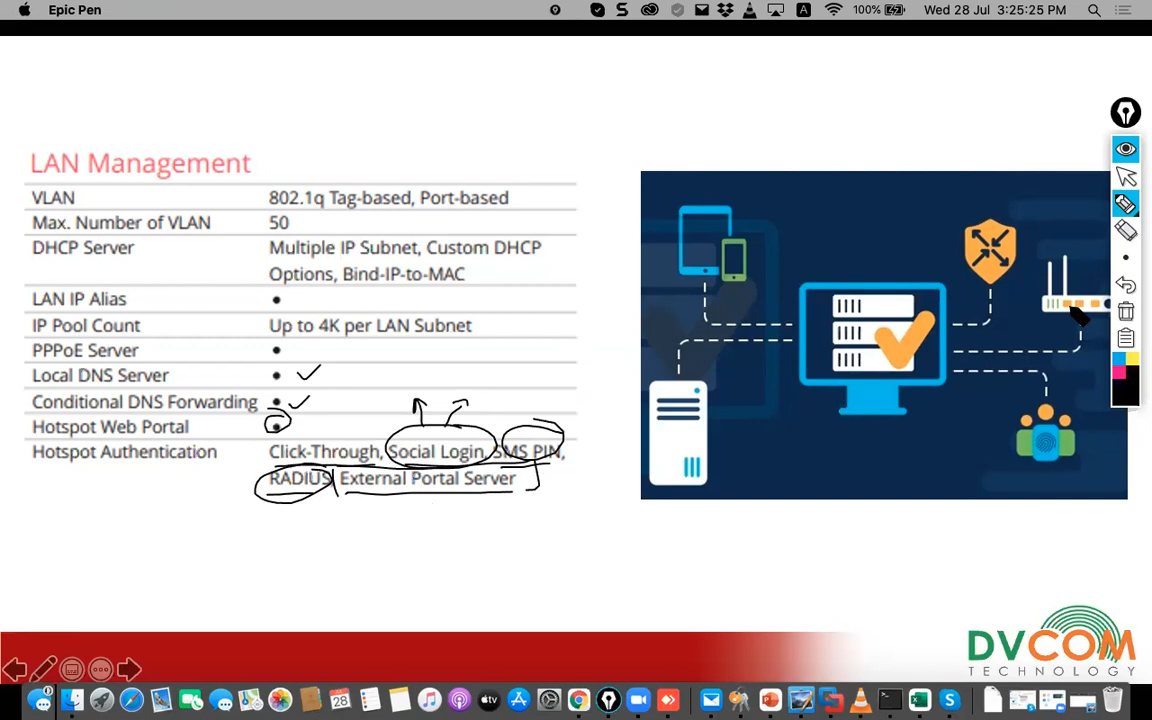 Epic Pen
A
100%
Wed 28 Jul 3:25:25 PM
LAN Management
VLAN 802.1q Tag-based, Port-based
Max. Number of VLAN 50
DHCP Server Multiple IP Subnet, Custom DHCP
Options, Bind-IP-to-MAC
LAN IP Alias •
IP Pool Count Up to 4K per LAN Subnet
PPPoE Server •
Local DNS Server •
Conditional DNS Forwarding •
Hotspot Web Portal •
Hotspot Authentication Click-Through, Social Login, SMS PIN,
RADIUS External Portal Server
DVCOM
TECHNOLOGY
28
tv